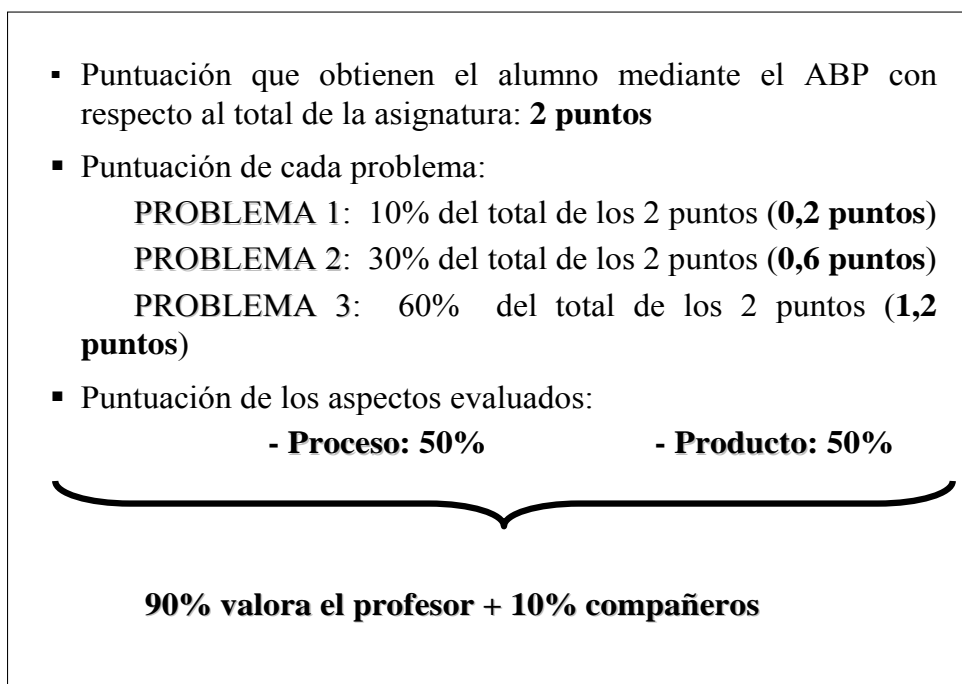 ▪ Puntuación que obtienen el alumno mediante el ABP con
respecto al total de la asignatura: 2 puntos
▪ Puntuación de cada problema:
PROBLEMA 1: 10% del total de los 2 puntos (0,2 puntos)
PROBLEMA 2: 30% del total de los 2 puntos (0,6 puntos)
PROBLEMA 3: 60% del total de los 2 puntos (1,2
puntos)
▪ Puntuación de los aspectos evaluados:
- Proceso: 50% - Producto: 50%
90% valora el profesor + 10% compañeros